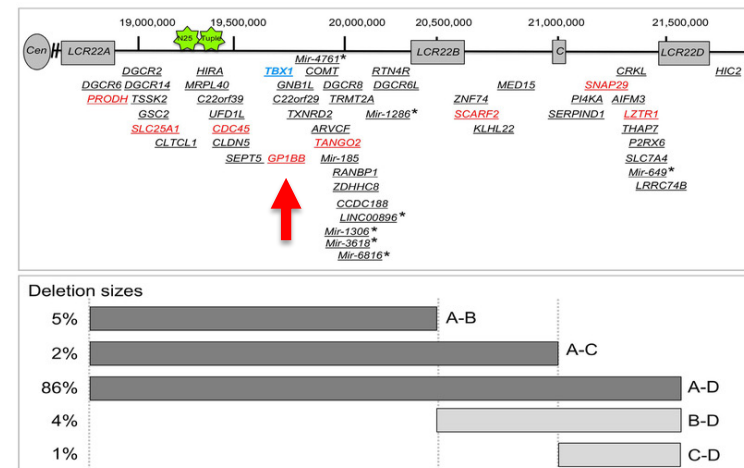 19,000,000 19,500,000 20,000,000 20,500,000 21,000,000 21,500,000
Cen LCR22A N25 Tuple LCR22B C LCR22D
Mir-4761*
DGCR2 HIRA TBX1 COMT RTN4R CRKL HIC2
DGCR6 DGCR14 MRPL40 GNB1L DGCR8 DGCR6L MED15 SNAP29
PRODH TSSK2 C22orf39 C22orf29 TRMT2A ZNF74 PI4KA AIFM3
GSC2 UFD1L TXNRD2 Mir-1286* SCARF2 SERPIND1 LZTR1
SLC25A1 CDC45 ARVCF KLHL22 THAP7
CLTCL1 CLDN5 TANGO2 P2RX6
SEPT5 GP1BB Mir-185 SLC7A4
RANBP1 Mir-649*
ZDHHC8 LRRC74B
CCDC188
LINC00896*
Mir-1306*
Mir-3618*
Mir-6816*
Deletion sizes
5% A-B
2% A-C
86% A-D
4% B-D
1% C-D